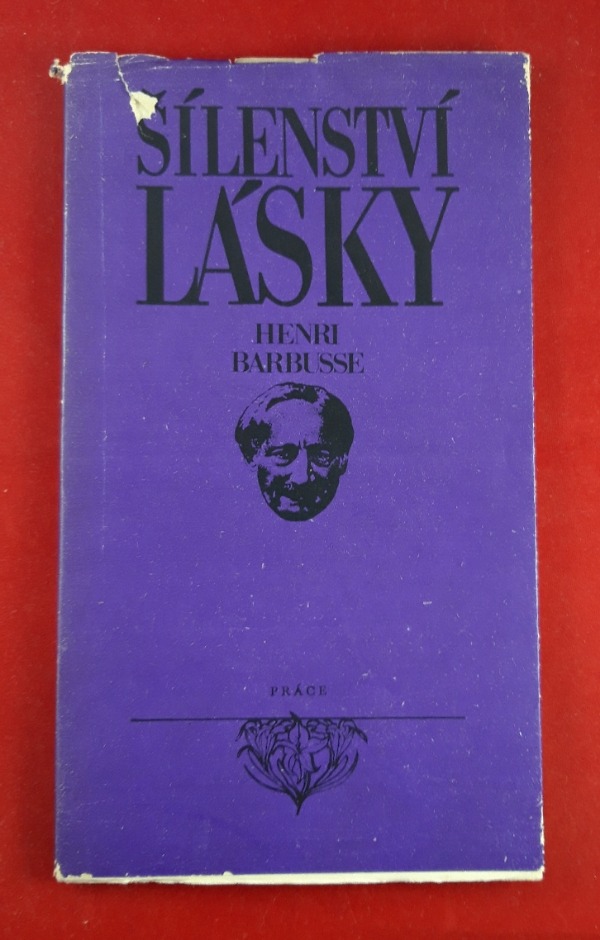 ŠÍLENSTVÍ
LÁSKY
HENRI
BARBUSSE
PRÁCE